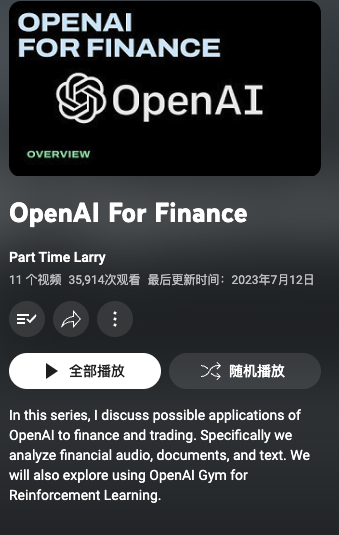 OPENAI
FOR FINANCE
OpenAI
OVERVIEW
OpenAI For Finance
Part Time Larry
11 个视频 35,914次观看 最后更新时间：2023年7月12日
全部播放
随机播放
In this series, I discuss possible applications of
OpenAI to finance and trading. Specifically we
analyze financial audio, documents, and text. We
will also explore using OpenAI Gym for
Reinforcement Learning.